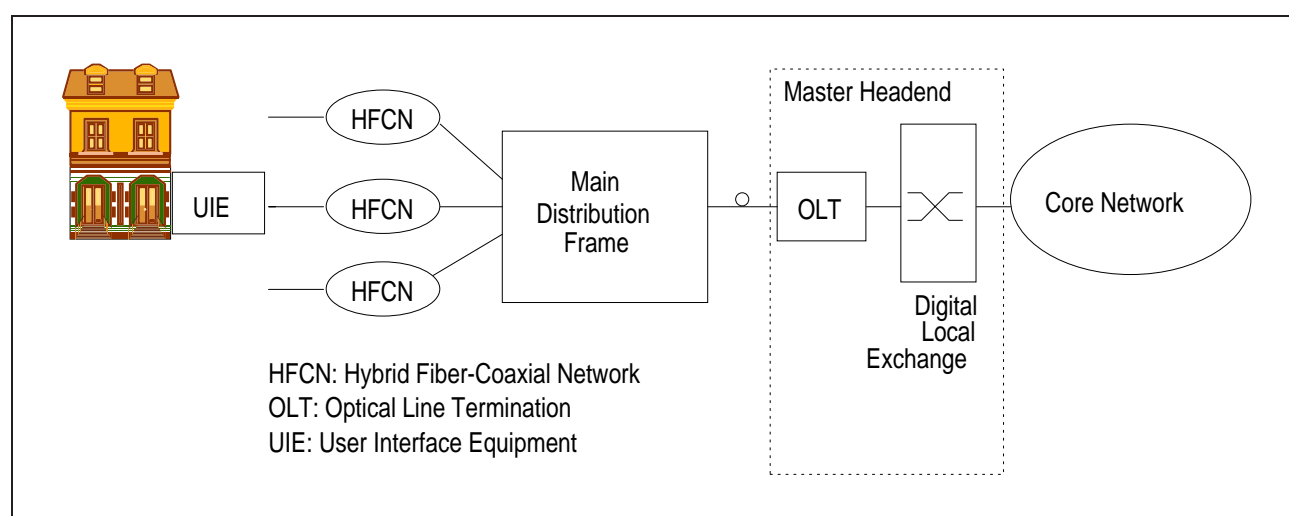 Master Headend
HFCN
UIE
HFCN
HFCN
Main
Distribution
Frame
OLT
Core Network
Digital
Local
Exchange
HFCN: Hybrid Fiber-Coaxial Network
OLT: Optical Line Termination
UIE: User Interface Equipment